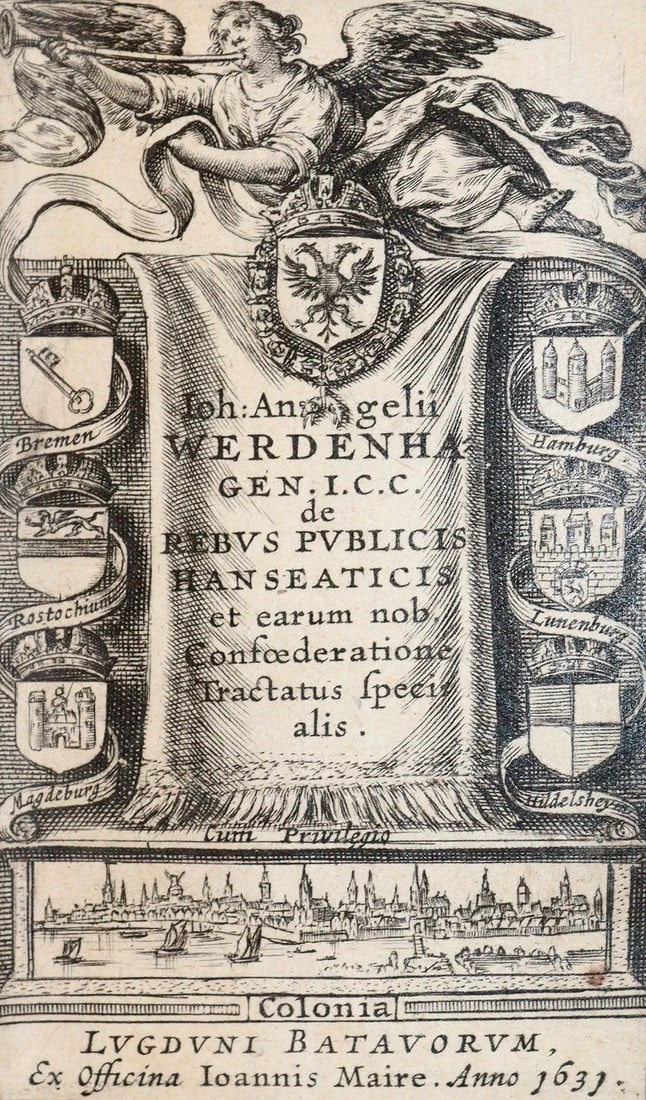 Ioh: Angelii
WERDENHA
GEN. I. C. C.
de
REBVS PVBLICIS
HANSEATICIS
et earum nob.
Confœderatione
Tractatus ſpeci
alis.
Bremen
Rostochium
Magdeburg
Hamburg.
Lunenburg
Hildesheym
Cum Privilegio
Colonia
LVGDVNI BATAVORVM,
Ex Officina Ioannis Maire. Anno 1631.